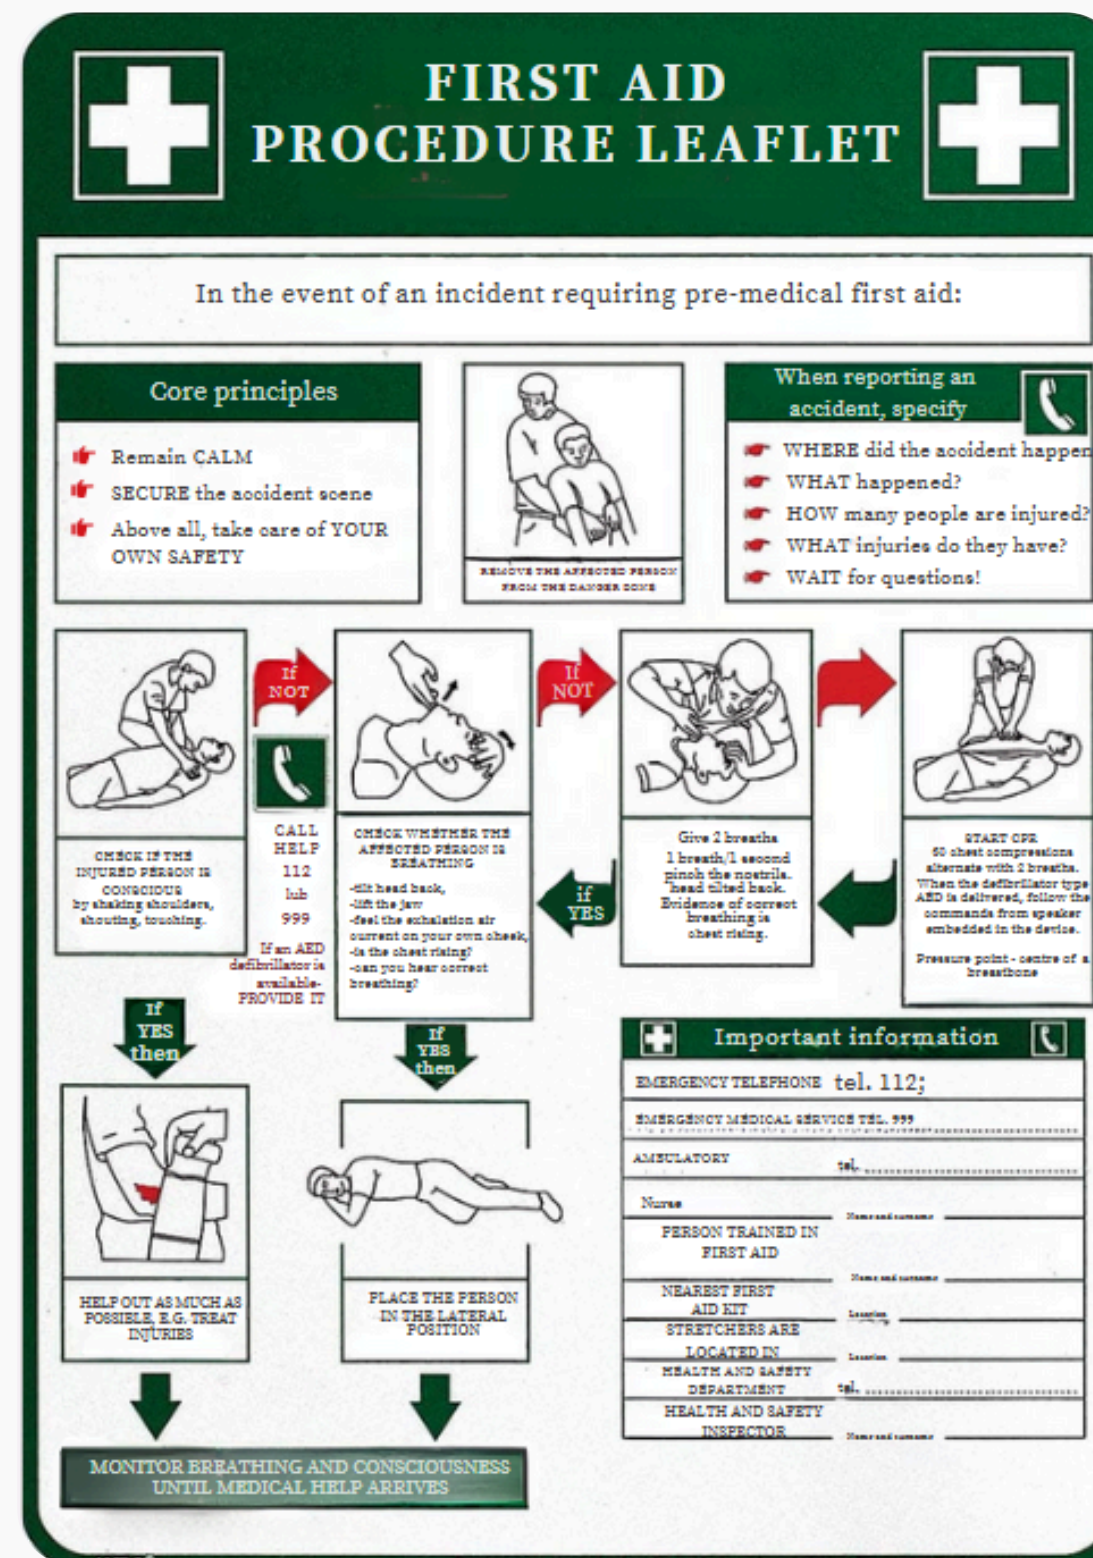 FIRST AID
PROCEDURE LEAFLET
In the event of an incident requiring pre-medical first aid:
Core principles
Remain CALM
SECURE the accident scene
Above all, take care of YOUR
OWN SAFETY
REMOVE THE AFFECTED PERSON
FROM THE DANGER ZONE
When reporting an
accident, specify
WHERE did the accident happen
WHAT happened?
HOW many people are injured?
WHAT injuries do they have?
WAIT for questions!
CHECK IF THE
INJURED PERSON IS
CONSCIOUS
by shaking shoulders,
shouting, touching.
If
NOT
CALL
HELP
112
lub
999
If an AED
defibrillator is
available-
PROVIDE IT
CHECK WHETHER THE
AFFECTED PERSON IS
BREATHING
-tilt head back,
-lift the jaw
-feel the exhalation air
current on your own cheek,
-is the chest rising?
-can you hear correct
breathing?
If
NOT
if
YES
Give 2 breaths
1 breath/1 second
pinch the nostrils.
head tilted back.
Evidence of correct
breathing is
chest rising.
START CPR
chest compressions
alternate with 2 breaths.
When the defibrillator type
AED is delivered, follow the
commands from speaker
embedded in the device.
Pressure point - centre of a
breastbone
If
YES
then
If
YES
then
HELP OUT AS MUCH AS
POSSIBLE, E.G. TREAT
INJURIES
PLACE THE PERSON
IN THE LATERAL
POSITION
MONITOR BREATHING AND CONSCIOUSNESS
UNTIL MEDICAL HELP ARRIVES
Important information
EMERGENCY TELEPHONE tel. 112;
EMERGENCY MEDICAL SERVICE TEL. 999
AMBULATORY tel.
Nurse
Name and surname
PERSON TRAINED IN
FIRST AID
Name and surname
NEAREST FIRST
AID KIT
Location
STRETCHERS ARE
LOCATED IN
Location
HEALTH AND SAFETY
DEPARTMENT tel.
HEALTH AND SAFETY
INSPECTOR
Name and surname